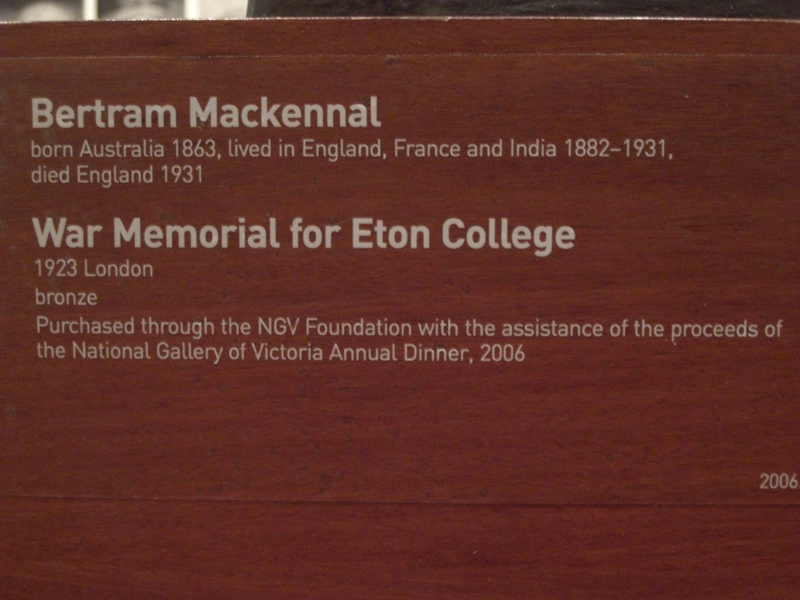 Bertram Mackennal
born Australia 1863, lived in England, France and India 1882–1931,
died England 1931
War Memorial for Eton College
1923 London
bronze
Purchased through the NGV Foundation with the assistance of the proceeds of
the National Gallery of Victoria Annual Dinner, 2006
2006.